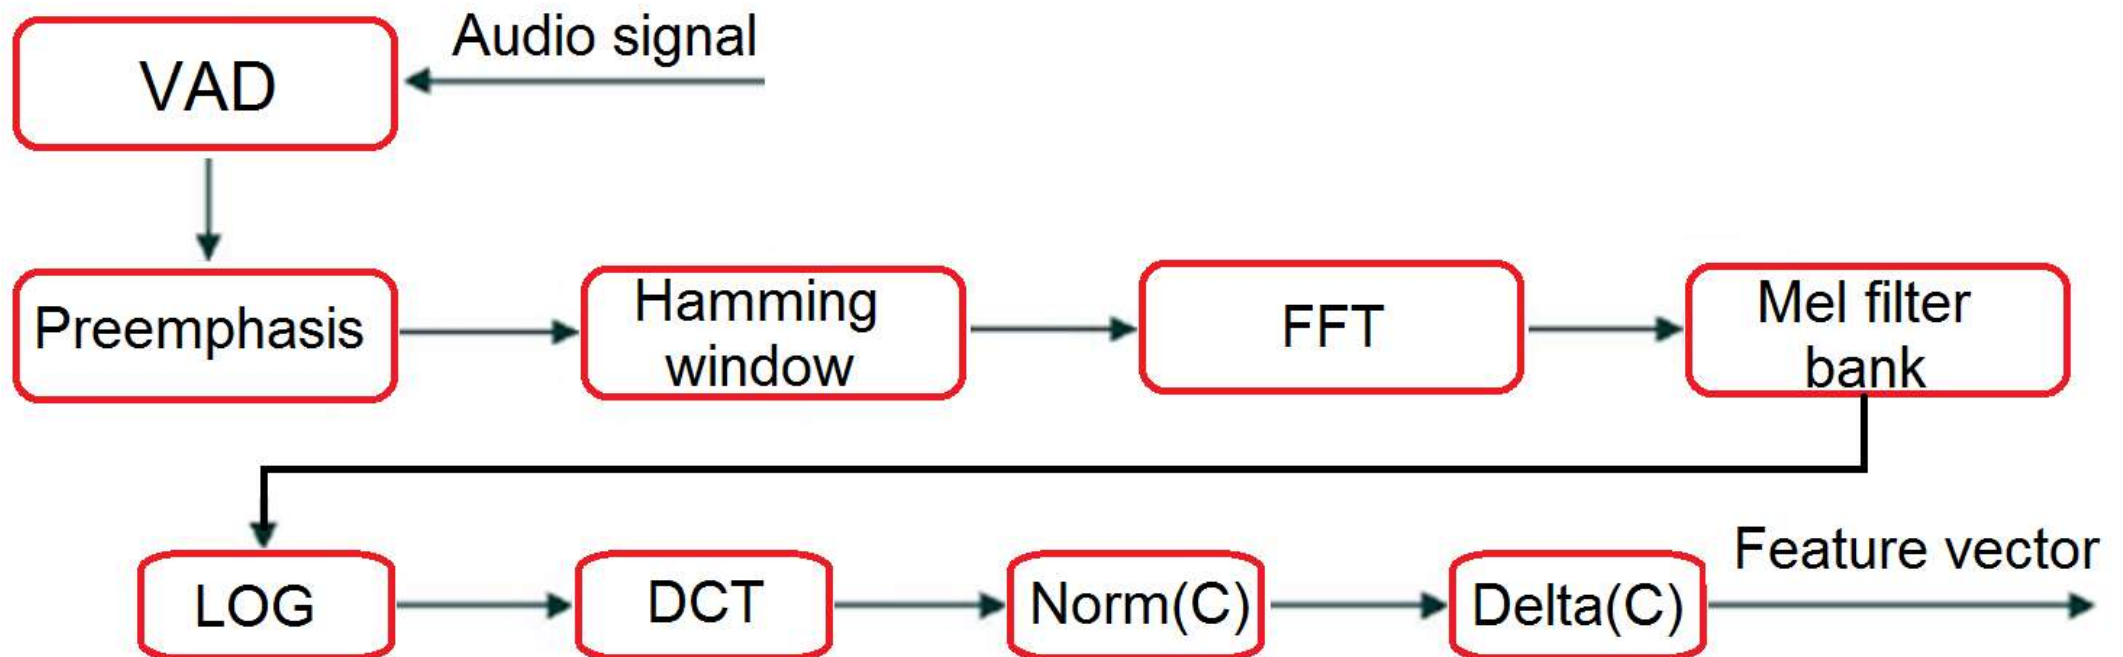 Audio signal
VAD
Preemphasis
Hamming
window
FFT
Mel filter
bank
LOG
DCT
Norm(C)
Delta(C)
Feature vector